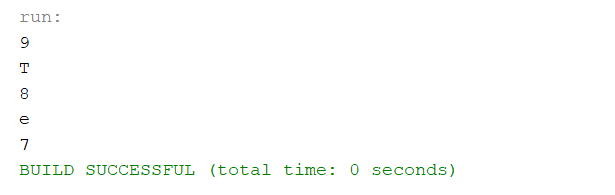 run:
9
T
8
e
7
BUILD SUCCESSFUL (total time: 0 seconds)